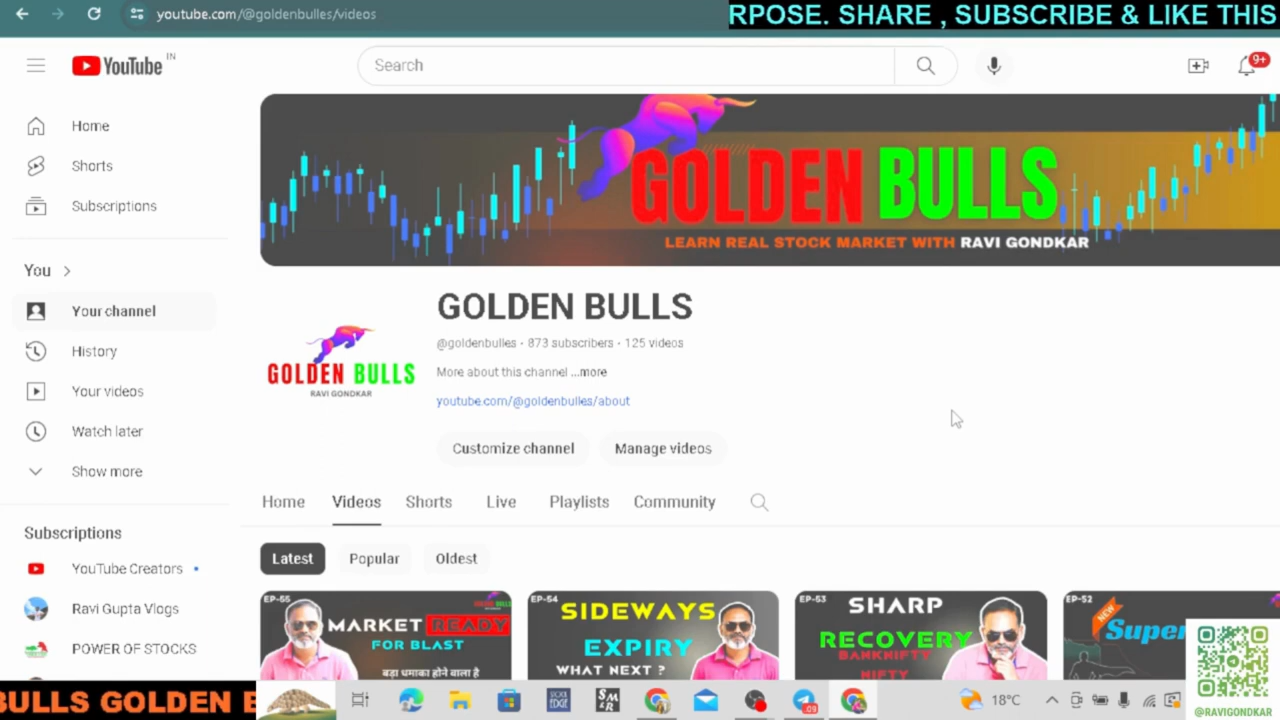 youtube.com/@goldenbulles/videos
RPOSE. SHARE , SUBSCRIBE & LIKE THIS
YouTube IN
Search
9+
Home
Shorts
Subscriptions
You
Your channel
History
Your videos
Watch later
Show more
Subscriptions
YouTube Creators
Ravi Gupta Vlogs
POWER OF STOCKS
GOLDEN BULLS
LEARN REAL STOCK MARKET WITH RAVI GONDKAR
GOLDEN BULLS
RAVI GONDKAR
GOLDEN BULLS
@goldenbulles • 873 subscribers • 125 videos
More about this channel ...more
youtube.com/@goldenbulles/about
Customize channel
Manage videos
Home Videos Shorts Live Playlists Community
Latest Popular Oldest
EP-55
MARKET READY
FOR BLAST
बड़ा धमाका होने वाला है
EP-54
SIDEWAYS
EXPIRY
WHAT NEXT ?
EP-53
SHARP
RECOVERY
BANKNIFTY
NIFTY
EP-52
NEW
Super
BULLS GOLDEN
STOCK EDGE
18°C
@RAVIGONDKAR